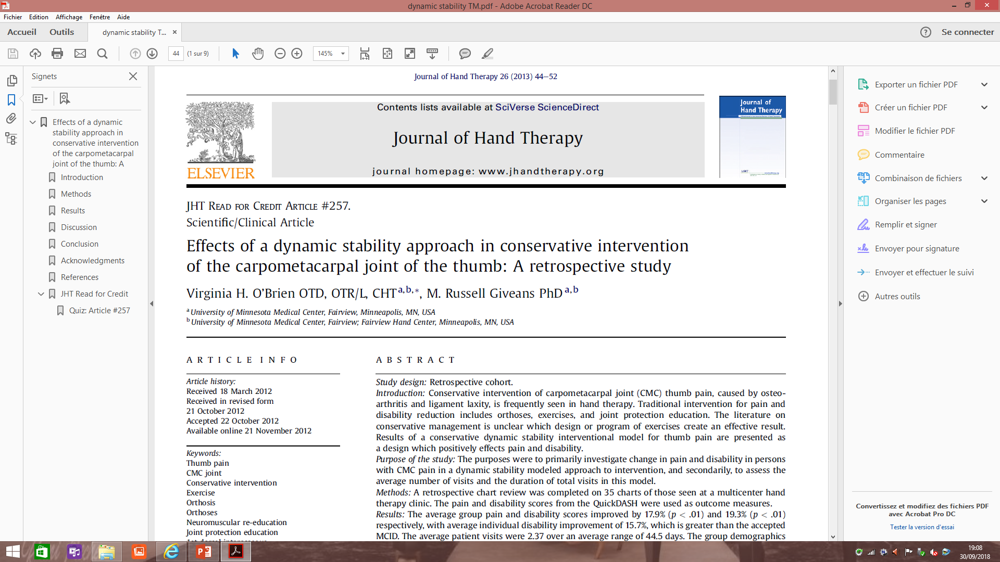 dynamic stability TM.pdf - Adobe Acrobat Reader DC
Fichier Edition Affichage Fenêtre Aide
Accueil Outils dynamic stability T... Se connecter
44 (1 sur 9) 145%
Signets
Effects of a dynamic
stability approach in
conservative intervention
of the carpometacarpal
joint of the thumb: A
Introduction
Methods
Results
Discussion
Conclusion
Acknowledgments
References
JHT Read for Credit
Quiz: Article #257
Journal of Hand Therapy 26 (2013) 44–52
ELSEVIER
Contents lists available at SciVerse ScienceDirect
Journal of Hand Therapy
journal homepage: www.jhandtherapy.org
Journal of
Hand Therapy
JHT READ FOR CREDIT ARTICLE #257.
Scientific/Clinical Article
Effects of a dynamic stability approach in conservative intervention
of the carpometacarpal joint of the thumb: A retrospective study
Virginia H. O'Brien OTD, OTR/L, CHT a,b,*, M. Russell Giveans PhD a,b
a University of Minnesota Medical Center, Fairview, Minneapolis, MN, USA
b University of Minnesota Medical Center, Fairview; Fairview Hand Center, Minneapolis, MN, USA
ARTICLE INFO
Article history:
Received 18 March 2012
Received in revised form
21 October 2012
Accepted 22 October 2012
Available online 21 November 2012
Keywords:
Thumb pain
CMC joint
Conservative intervention
Exercise
Orthosis
Orthoses
Neuromuscular re-education
Joint protection education
ABSTRACT
Study design: Retrospective cohort.
Introduction: Conservative intervention of carpometacarpal joint (CMC) thumb pain, caused by osteo-
arthritis and ligament laxity, is frequently seen in hand therapy. Traditional intervention for pain and
disability reduction includes orthoses, exercises, and joint protection education. The literature on
conservative management is unclear which design or program of exercises create an effective result.
Results of a conservative dynamic stability interventional model for thumb pain are presented as
a design which positively effects pain and disability.
Purpose of the study: The purposes were to primarily investigate change in pain and disability in persons
with CMC pain in a dynamic stability modeled approach to intervention, and secondarily, to assess the
average number of visits and the duration of total visits in this model.
Methods: A retrospective chart review was completed on 35 charts of those seen at a multicenter hand
therapy clinic. The pain and disability scores from the QuickDASH were used as outcome measures.
Results: The average group pain and disability scores improved by 17.9% (p < .01) and 19.3% (p < .01)
respectively, with average individual disability improvement of 15.7%, which is greater than the accepted
MCID. The average patient visits were 2.37 over an average range of 44.5 days. The group demographics
Exporter un fichier PDF
Créer un fichier PDF
Modifier le fichier PDF
Commentaire
Combinaison de fichiers
Organiser les pages
Remplir et signer
Envoyer pour signature
Envoyer et effectuer le suivi
Autres outils
Convertissez et modifiez des fichiers PDF
avec Acrobat Pro DC
Tester la version d'essai
19:08
30/09/2018